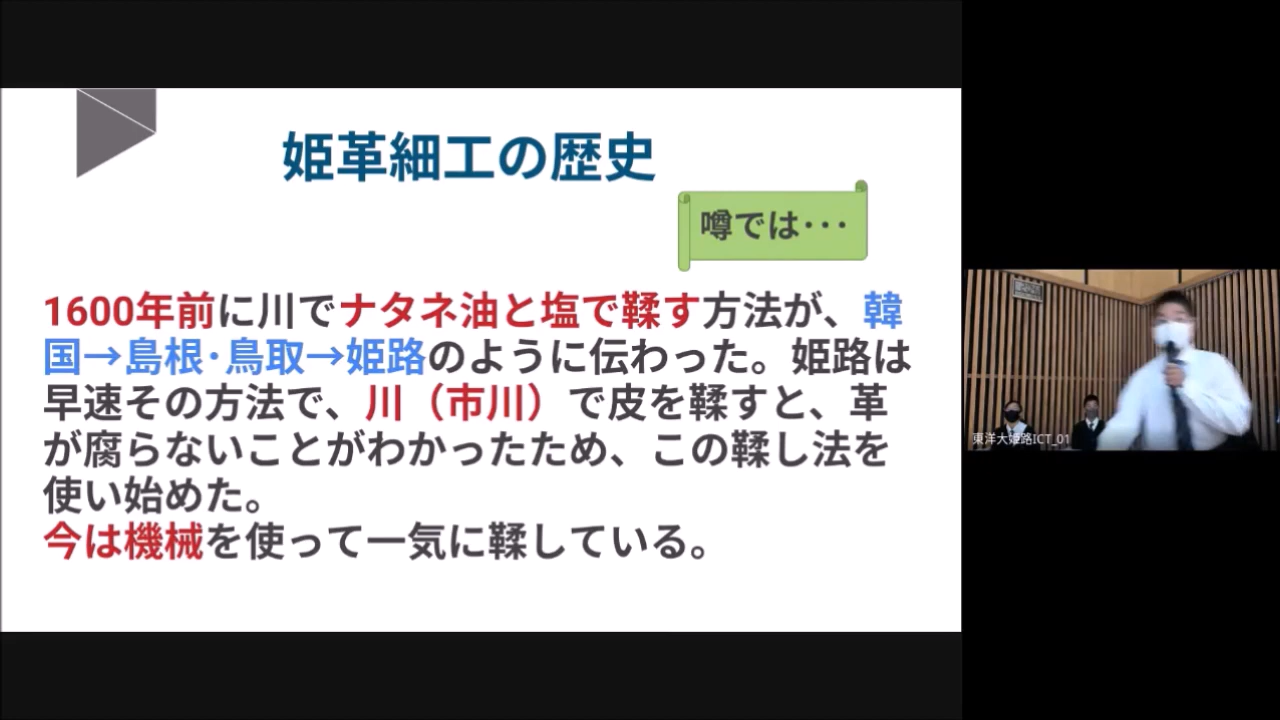 姫革細工の歴史
噂では･･･
1600年前に川でナタネ油と塩で鞣す方法が、韓
国→島根･鳥取→姫路のように伝わった。姫路は
早速その方法で、川（市川）で皮を鞣すと、革
が腐らないことがわかったため、この鞣し法を
使い始めた。
今は機械を使って一気に鞣している。
東洋大姫路ICT_01